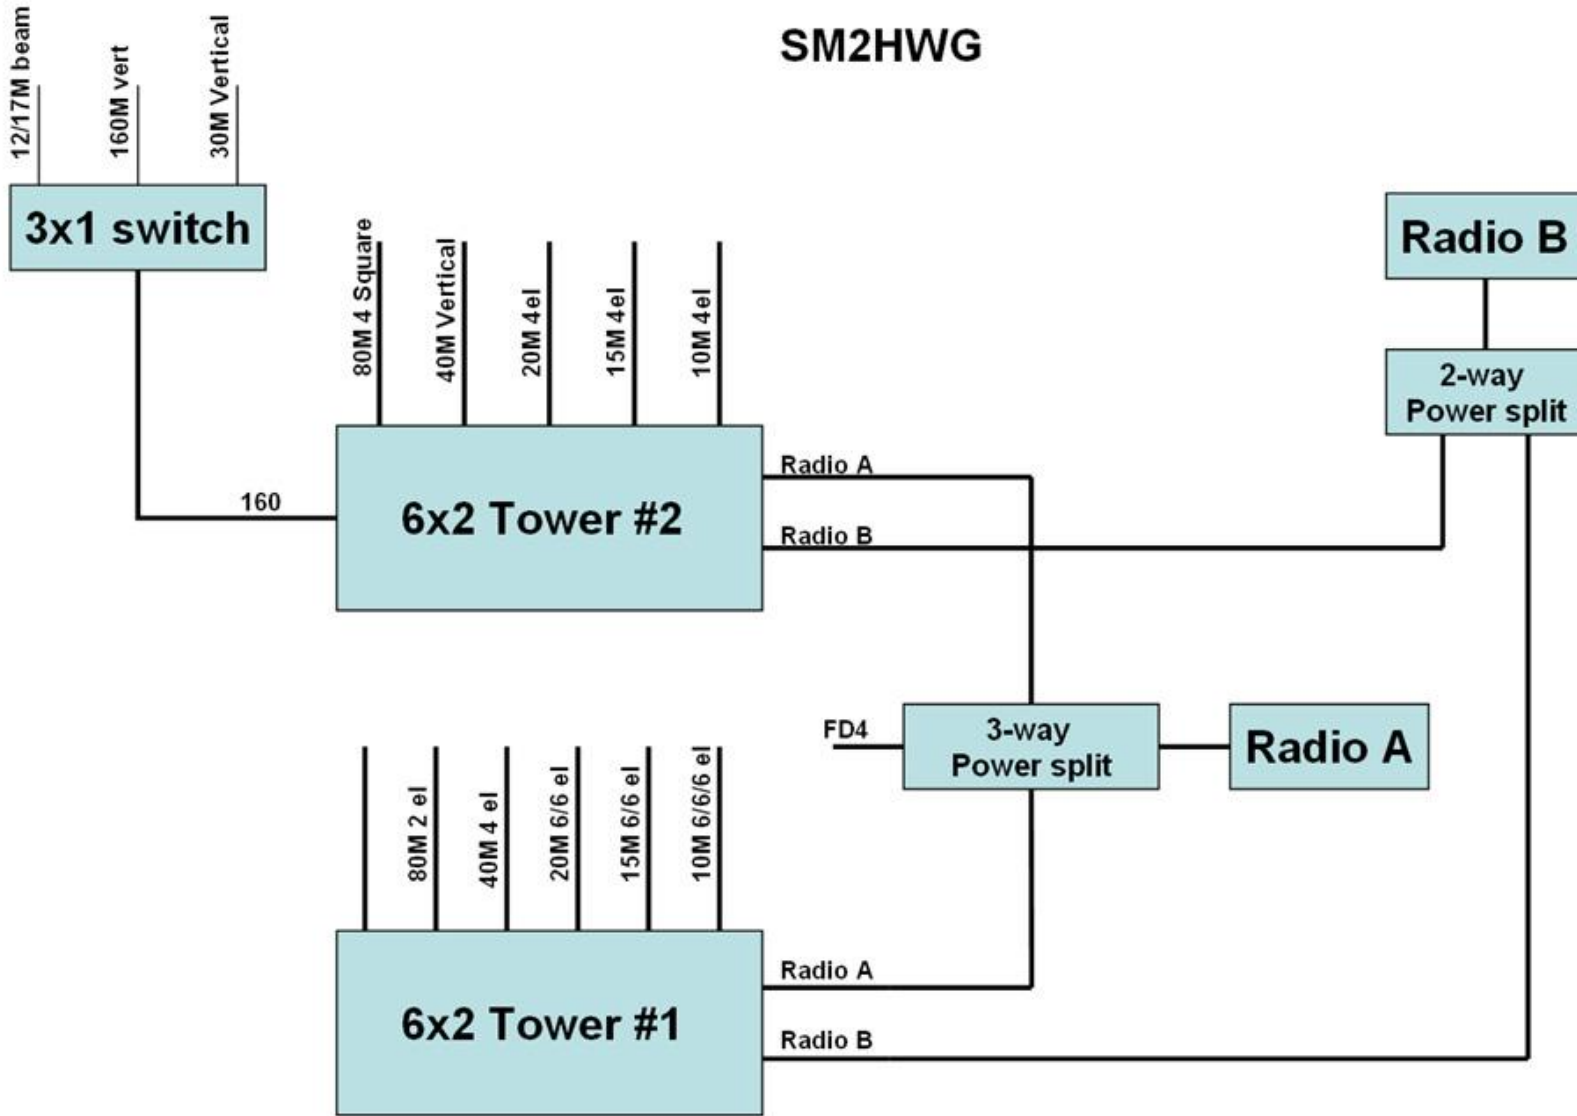 SM2HWG
12/17M beam
160M vert
30M Vertical
3x1 switch
80M 4 Square
40M Vertical
20M 4el
15M 4el
10M 4el
Radio B
2-way
Power split
160
6x2 Tower #2
Radio A
Radio B
FD4
3-way
Power split
Radio A
80M 2 el
40M 4 el
20M 6/6 el
15M 6/6 el
10M 6/6/6 el
6x2 Tower #1
Radio A
Radio B